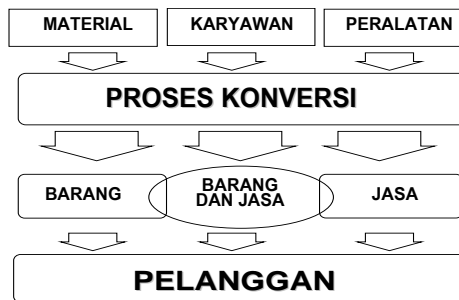 MATERIAL KARYAWAN PERALATAN
PROSES KONVERSI
BARANG BARANG DAN JASA JASA
PELANGGAN